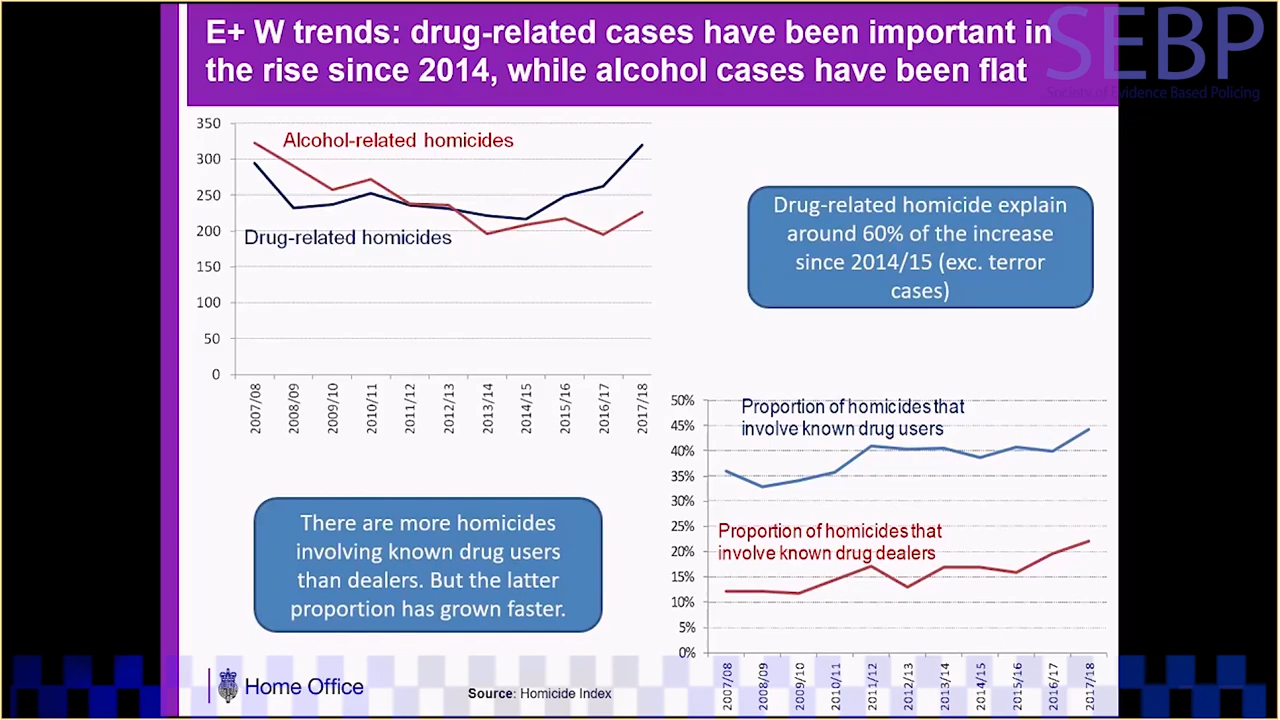 E+ W trends: drug-related cases have been important in
the rise since 2014, while alcohol cases have been flat
SEBP
Society of Evidence Based Policing
350
300
250
200
150
100
50
0
Alcohol-related homicides
Drug-related homicides
2007/08
2008/09
2009/10
2010/11
2011/12
2012/13
2013/14
2014/15
2015/16
2016/17
2017/18
Drug-related homicide explain
around 60% of the increase
since 2014/15 (exc. terror
cases)
There are more homicides
involving known drug users
than dealers. But the latter
proportion has grown faster.
50%
45%
40%
35%
30%
25%
20%
15%
10%
5%
0%
Proportion of homicides that
involve known drug users
Proportion of homicides that
involve known drug dealers
2007/08
2008/09
2009/10
2010/11
2011/12
2012/13
2013/14
2014/15
2015/16
2016/17
2017/18
Home Office
Source: Homicide Index